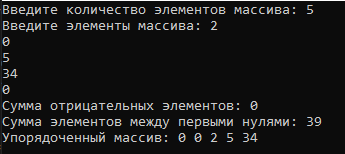 Введите количество элементов массива: 5
Введите элементы массива: 2
0
5
34
0
Сумма отрицательных элементов: 0
Сумма элементов между первыми нулями: 39
Упорядоченный массив: 0 0 2 5 34